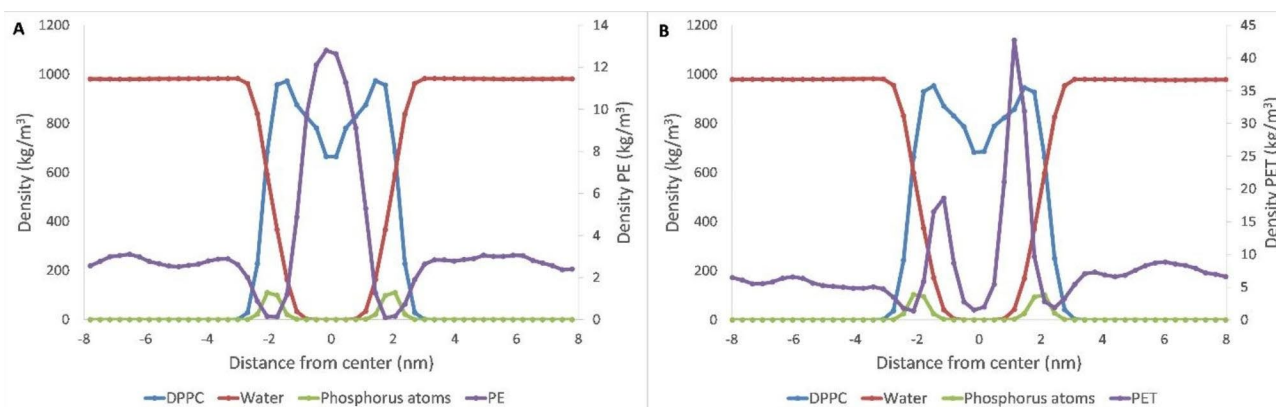 A
1200
1000
800
600
400
200
0
Density (kg/m³)
14
12
10
8
6
4
2
0
Density PE (kg/m³)
-8 -6 -4 -2 0 2 4 6 8
Distance from center (nm)
DPPC Water Phosphorus atoms PE
B
1200
1000
800
600
400
200
0
Density (kg/m³)
45
40
35
30
25
20
15
10
5
0
Density PET (kg/m³)
-8 -6 -4 -2 0 2 4 6 8
Distance from center (nm)
DPPC Water Phosphorus atoms PET